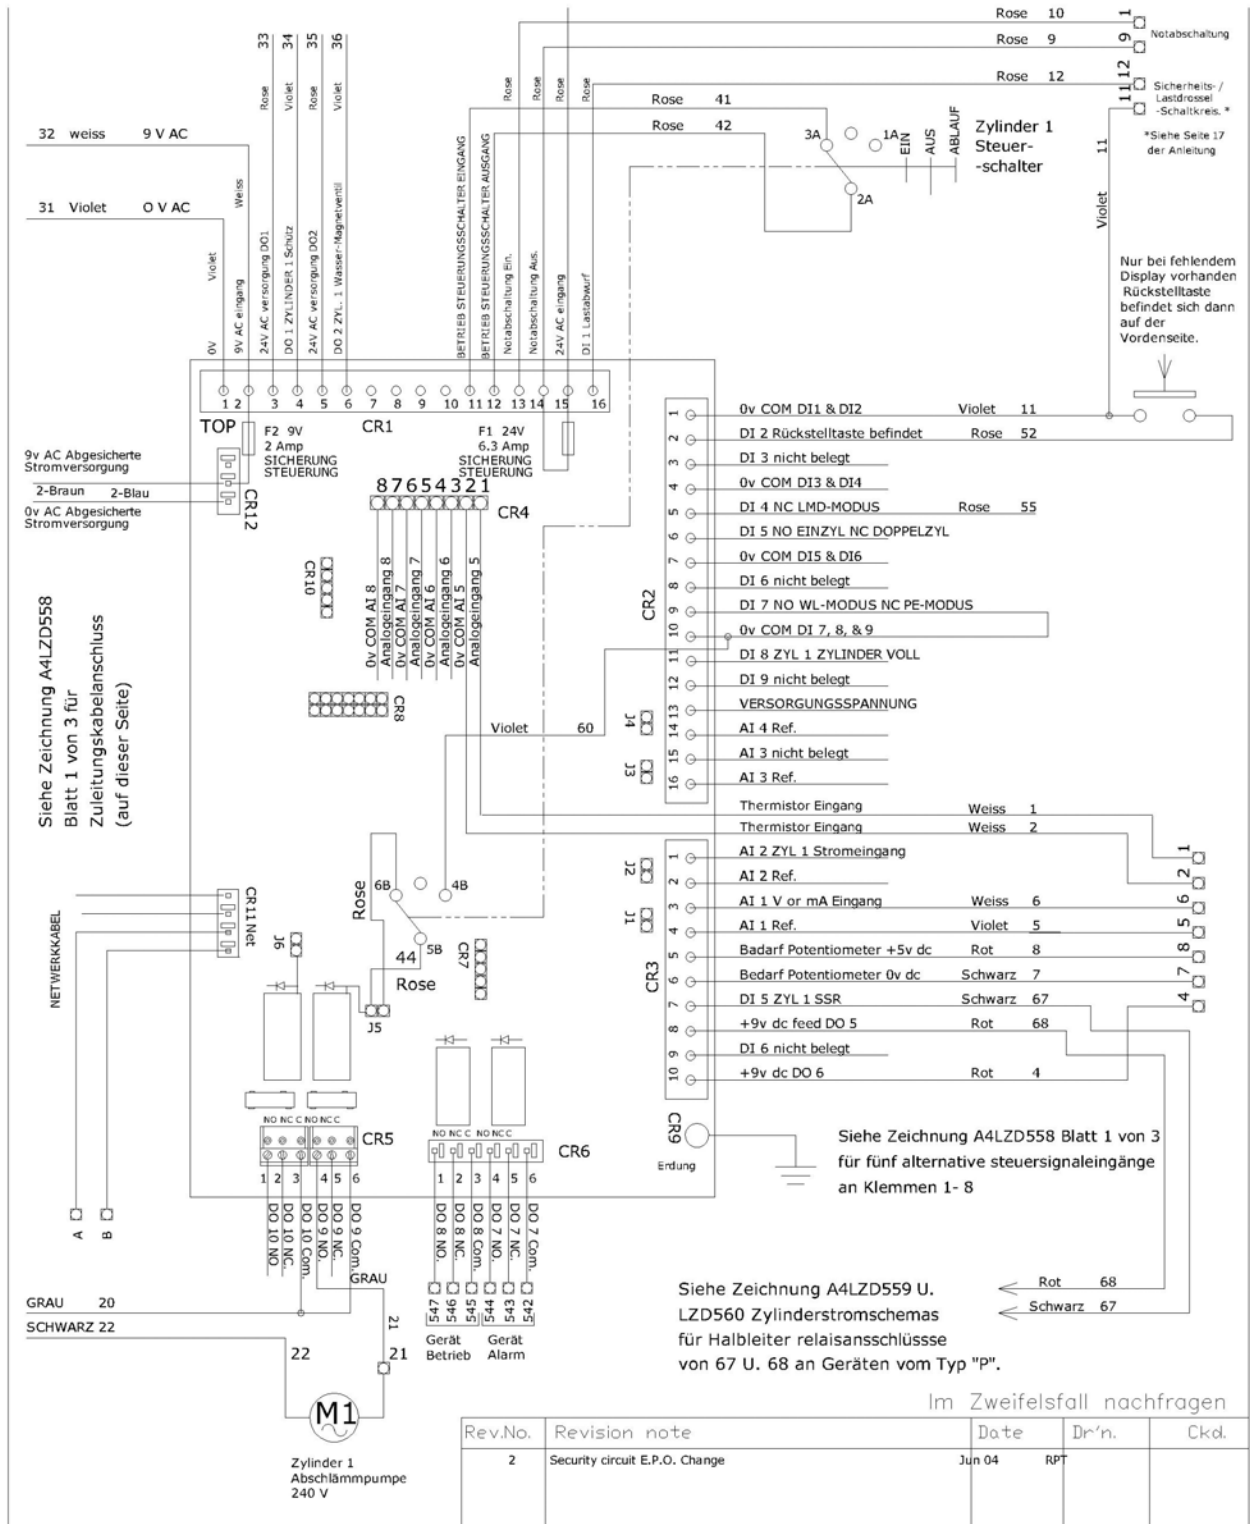 Rose 10 1
Rose 9 9
Notabschaltung
Rose 12 12
11
Sicherheits-/
Lastdrossel
-Schaltkreis. *
*Siehe Seite 17
der Anleitung
33 34 35 36
Rose Violet Rose Violet
Rose Rose Rose Rose
Rose 41
Rose 42
3A 1A 2A
EIN AUS ABLAUF
Zylinder 1
Steuer-
-schalter
11
Violet
32 weiss 9 V AC
31 Violet O V AC
Violet
Weiss
0V
9V AC eingang
24V AC versorgung DO1
DO 1 ZYLINDER 1 Schütz
24V AC versorgung DO2
DO 2 ZYL. 1 Wasser-Magnetventil
BETRIEB STEUERUNGSSCHALTER EINGANG
BETRIEB STEUERUNGSSCHALTER AUSGANG
Notabschaltung Ein.
Notabschaltung Aus.
24V AC eingang
DI 1 Lastabwurf
Nur bei fehlendem
Display vorhanden
Rückstelltaste
befindet sich dann
auf der
Vordenseite.
1 2 3 4 5 6 7 8 9 10 11 12 13 14 15 16
TOP
CR1
F2 9V
2 Amp
SICHERUNG
STEUERUNG
F1 24V
6.3 Amp
SICHERUNG
STEUERUNG
9v AC Abgesicherte
Stromversorgung
2-Braun 2-Blau
0v AC Abgesicherte
Stromversorgung
CR12
8 7 6 5 4 3 2 1
CR4
CR10
0v COM AI 8
Analogeingang 8
0v COM AI 7
Analogeingang 7
0v COM AI 6
Analogeingang 6
0v COM AI 5
Analogeingang 5
CR8
CR2
1 0v COM DI1 & DI2 Violet 11
2 DI 2 Rückstelltaste befindet Rose 52
3 DI 3 nicht belegt
4 0v COM DI3 & DI4
5 DI 4 NC LMD-MODUS Rose 55
6 DI 5 NO EINZYL NC DOPPELZYL
7 0v COM DI5 & DI6
8 DI 6 nicht belegt
9 DI 7 NO WL-MODUS NC PE-MODUS
10 0v COM DI 7, 8, & 9
11 DI 8 ZYL 1 ZYLINDER VOLL
12 DI 9 nicht belegt
13 VERSORGUNGSSPANNUNG
14 AI 4 Ref.
15 AI 3 nicht belegt
16 AI 3 Ref.
J4
J3
Violet 60
Siehe Zeichnung A4LZD558
Blatt 1 von 3 für
Zuleitungskabelanschluss
(auf dieser Seite)
Thermistor Eingang Weiss 1
Thermistor Eingang Weiss 2
CR3
1 AI 2 ZYL 1 Stromeingang
2 AI 2 Ref.
3 AI 1 V or mA Eingang Weiss 6
4 AI 1 Ref. Violet 5
5 Badarf Potentiometer +5v dc Rot 8
6 Bedarf Potentiometer 0v dc Schwarz 7
7 DI 5 ZYL 1 SSR Schwarz 67
8 +9v dc feed DO 5 Rot 68
9 DI 6 nicht belegt
10 +9v dc DO 6 Rot 4
1
2
6
5
8
7
4
J2
J1
6B 4B 5B
Rose
44
Rose
CR7
CR11 Net
NETWERKKABEL
J6
J5
NO NC C NO NC C
CR5
1 2 3 4 5 6
NO NC C NO NC C
CR6
1 2 3 4 5 6
CR9
Erdung
Siehe Zeichnung A4LZD558 Blatt 1 von 3
für fünf alternative steuersignaleingänge
an Klemmen 1- 8
DO 10 NO
DO 10 NC.
DO 10 Com.
DO 9 NO.
DO 9 NC.
DO 9 Com.
DO 8 NO.
DO 8 NC.
DO 8 Com.
DO 7 NO.
DO 7 NC.
DO 7 Com.
A B
GRAU
547 546 545 544 543 542
Gerät
Betrieb
Gerät
Alarm
GRAU 20
SCHWARZ 22
21
22
21
M1
Zylinder 1
Abschlämmpumpe
240 V
Siehe Zeichnung A4LZD559 U.
LZD560 Zylinderstromschemas
für Halbleiter relaisansschlüssse
von 67 U. 68 an Geräten vom Typ "P".
Rot 68
Schwarz 67
Im Zweifelsfall nachfragen
Rev.No. Revision note Date Dr'n. Ckd.
2 Security circuit E.P.O. Change Jun 04 RPT